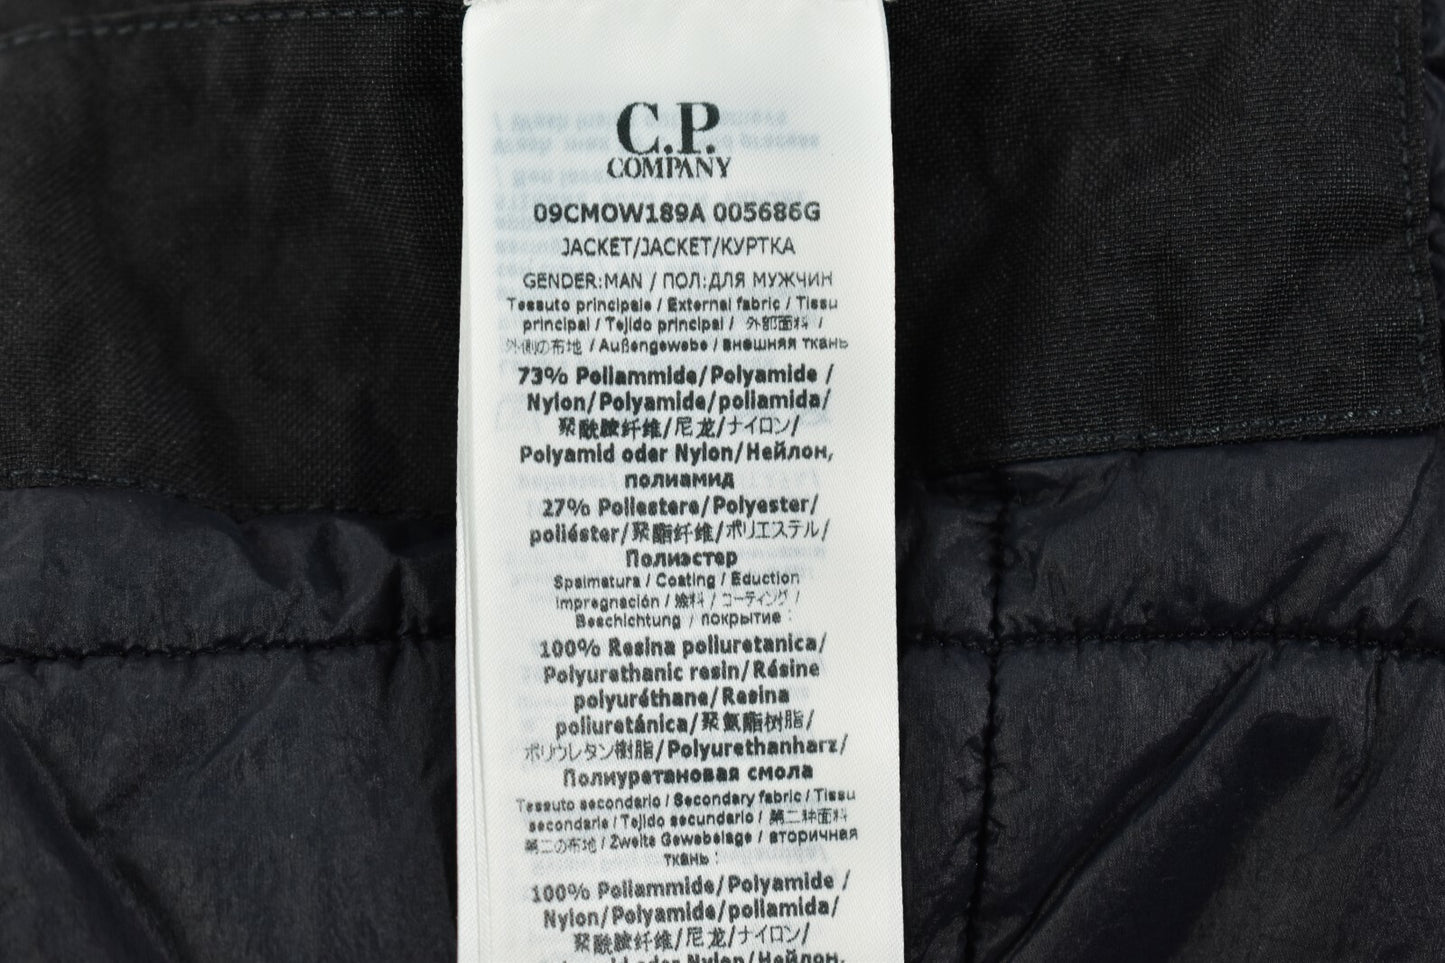 C.P.
COMPANY
09CMOW189A 005686G
JACKET/JACKET/КУРТКА
GENDER:MAN / ПОЛ:ДЛЯ МУЖЧИН
Tessuto principale / External fabric / Tissu
principal / Tejido principal / 外部面料 /
外側の布地 / Außengewebe / внешняя ткань
73% Poliammide/Polyamide /
Nylon/Polyamide/poliamida/
聚酰胺纤维/尼龙/ナイロン/
Polyamid oder Nylon/Нейлон,
полиамид
27% Poliestere/Polyester/
poliéster/聚酯纤维/ポリエステル/
Полиэстер
Spalmatura / Coating / Eduction
impregnación / 涂料 / コーティング /
Beschichtung / покрытие :
100% Resina poliuretanica/
Polyurethanic resin/Résine
polyuréthane/Resina
poliuretánica/聚氨酯树脂/
ポリウレタン樹脂/Polyurethanharz/
Полиуретановая смола
Tessuto secondario / Secondary fabric / Tissu
secondaire / Tejido secundario / 第二种面料
第二の布地 / Zweite Gewebelage / вторичная
ткань :
100% Poliammide/Polyamide /
Nylon/Polyamide/poliamida/
聚酰胺纤维/尼龙/ナイロン/
oder Nylon/Нейлон,